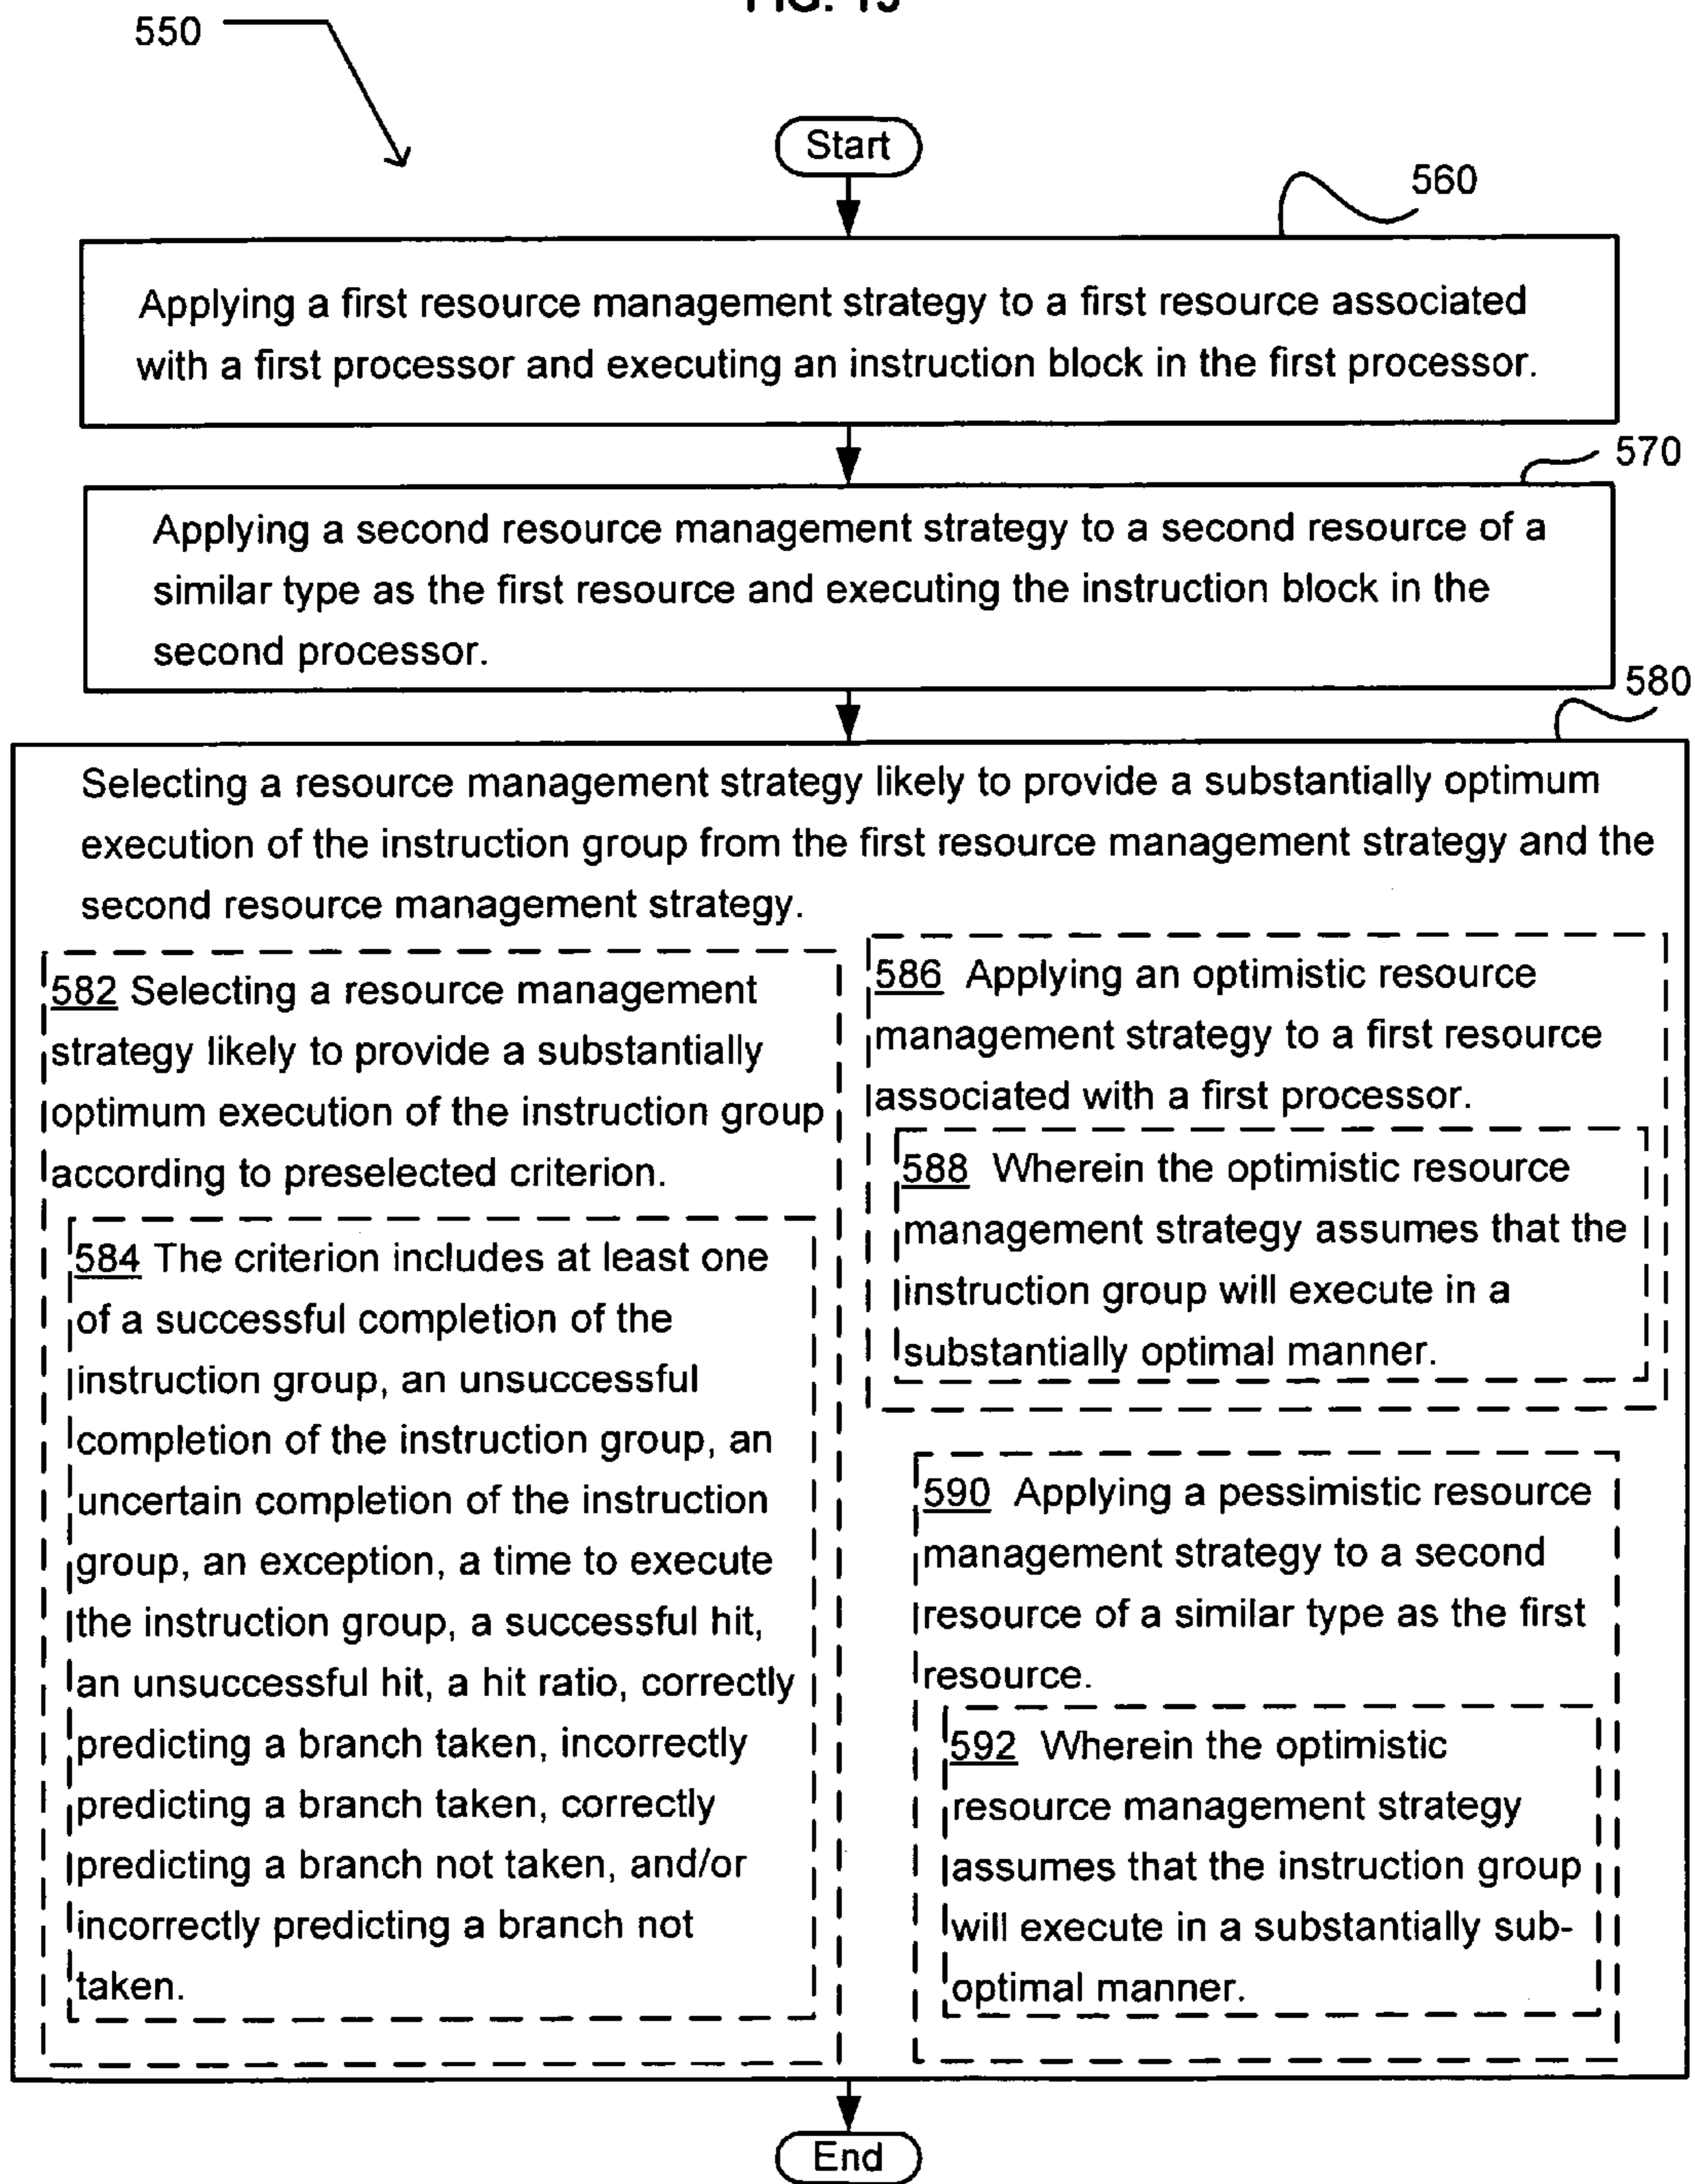 FIG. 13
550
Start
560
Applying a first resource management strategy to a first resource associated
with a first processor and executing an instruction block in the first processor.
570
Applying a second resource management strategy to a second resource of a
similar type as the first resource and executing the instruction block in the
second processor.
580
Selecting a resource management strategy likely to provide a substantially optimum
execution of the instruction group from the first resource management strategy and the
second resource management strategy.
582 Selecting a resource management
strategy likely to provide a substantially
optimum execution of the instruction group
according to preselected criterion.
584 The criterion includes at least one
of a successful completion of the
instruction group, an unsuccessful
completion of the instruction group, an
uncertain completion of the instruction
group, an exception, a time to execute
the instruction group, a successful hit,
an unsuccessful hit, a hit ratio, correctly
predicting a branch taken, incorrectly
predicting a branch taken, correctly
predicting a branch not taken, and/or
incorrectly predicting a branch not
taken.
586 Applying an optimistic resource
management strategy to a first resource
associated with a first processor.
588 Wherein the optimistic resource
management strategy assumes that the
instruction group will execute in a
substantially optimal manner.
590 Applying a pessimistic resource
management strategy to a second
resource of a similar type as the first
resource.
592 Wherein the optimistic
resource management strategy
assumes that the instruction group
will execute in a substantially sub-
optimal manner.
End